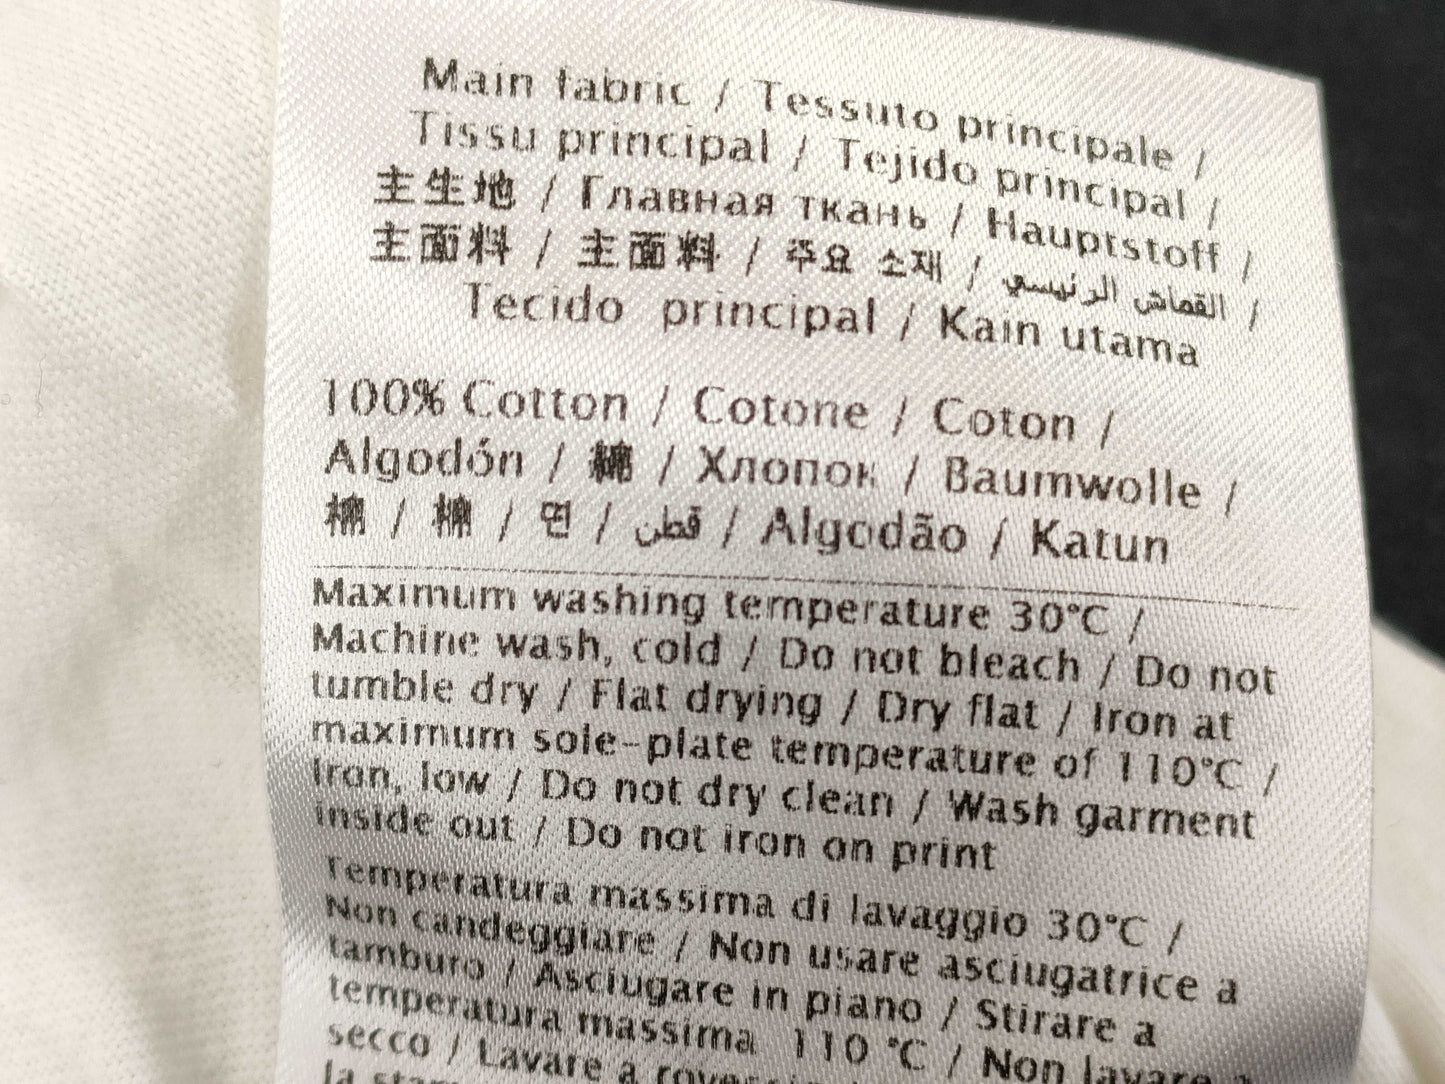 Main fabric / Tessuto principale /
Tissu principal / Tejido principal /
主生地 / Главная ткань / Hauptstoff /
主面料 / 主面料 / 주요 소재 / القماش الرئيسي /
Tecido principal / Kain utama
100% Cotton / Cotone / Coton /
Algodón / 綿 / Хлопок / Baumwolle /
棉 / 棉 / 면 / قطن / Algodão / Katun
Maximum washing temperature 30°C /
Machine wash, cold / Do not bleach / Do not
tumble dry / Flat drying / Dry flat / Iron at
maximum sole-plate temperature of 110°C /
Iron, low / Do not dry clean / Wash garment
inside out / Do not iron on print
Temperatura massima di lavaggio 30°C /
Non candeggiare / Non usare asciugatrice a
tamburo / Asciugare in piano / Stirare a
temperatura massima 110 °C / Non lavare a
secco / Lavare a
la